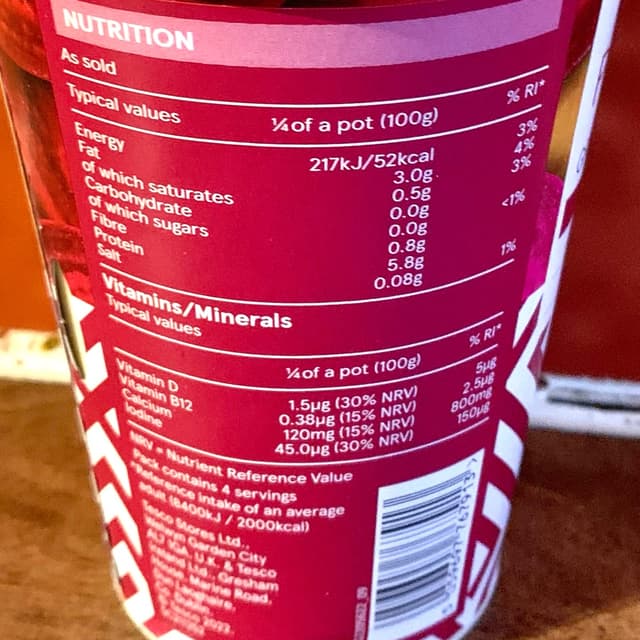 NUTRITION
As sold
Typical values ¼ of a pot (100g) % RI*
Energy 217kJ/52kcal 3%
Fat 3.0g 4%
of which saturates 0.5g 3%
Carbohydrate 0.0g
of which sugars 0.0g <1%
Fibre 0.8g
Protein 5.8g
Salt 0.08g 1%
Vitamins/Minerals
Typical values ¼ of a pot (100g) % RI*
Vitamin D 1.5µg (30% NRV) 5µg
Vitamin B12 0.38µg (15% NRV) 2.5µg
Calcium 120mg (15% NRV) 800mg
Iodine 45.0µg (30% NRV) 150µg
NRV = Nutrient Reference Value
Pack contains 4 servings
*Reference intake of an average
adult (8400kJ / 2000kcal)
Tesco Stores Ltd.,
Welwyn Garden City
U.K. & Tesco
Ireland Ltd., Gresham
Marine Road,